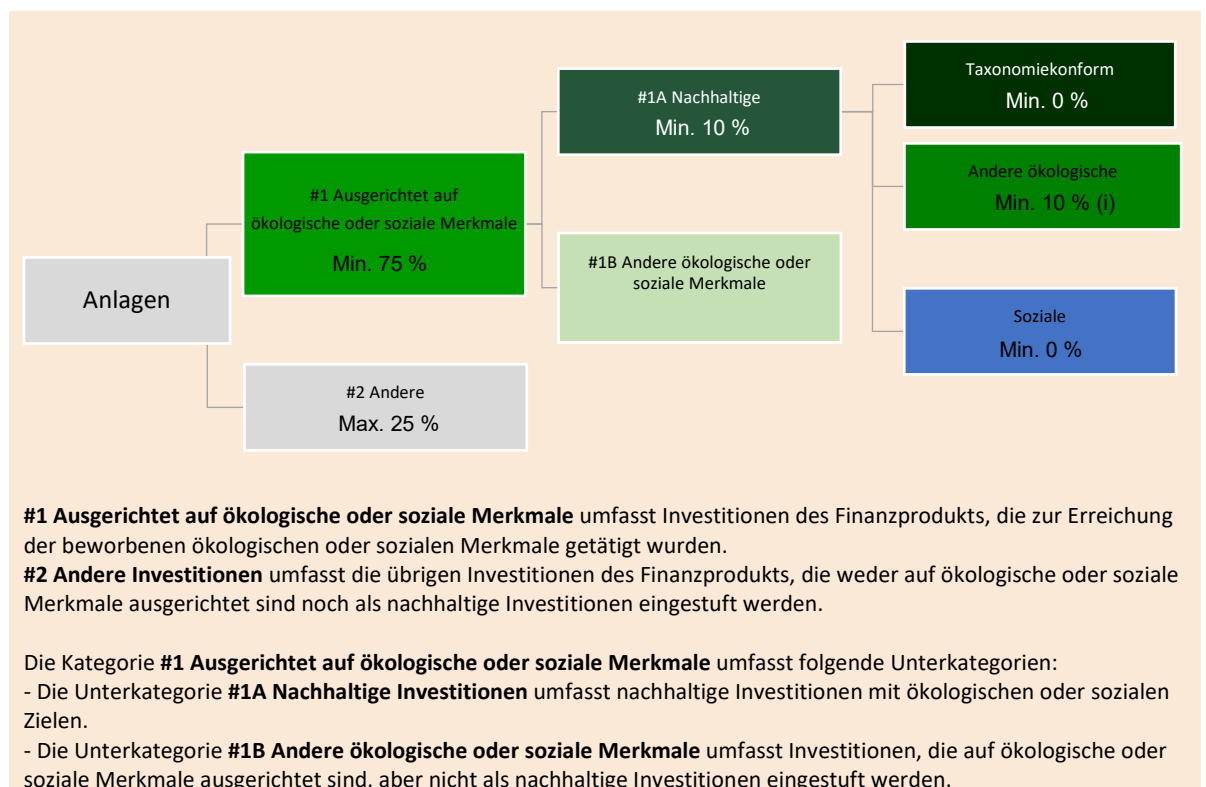 Anlagen
#1 Ausgerichtet auf
ökologische oder soziale Merkmale
Min. 75 %
#2 Andere
Max. 25 %
#1A Nachhaltige
Min. 10 %
#1B Andere ökologische oder
soziale Merkmale
Taxonomiekonform
Min. 0 %
Andere ökologische
Min. 10 % (i)
Soziale
Min. 0 %
#1 Ausgerichtet auf ökologische oder soziale Merkmale umfasst Investitionen des Finanzprodukts, die zur Erreichung
der beworbenen ökologischen oder sozialen Merkmale getätigt wurden.
#2 Andere Investitionen umfasst die übrigen Investitionen des Finanzprodukts, die weder auf ökologische oder soziale
Merkmale ausgerichtet sind noch als nachhaltige Investitionen eingestuft werden.
Die Kategorie #1 Ausgerichtet auf ökologische oder soziale Merkmale umfasst folgende Unterkategorien:
- Die Unterkategorie #1A Nachhaltige Investitionen umfasst nachhaltige Investitionen mit ökologischen oder sozialen
Zielen.
- Die Unterkategorie #1B Andere ökologische oder soziale Merkmale umfasst Investitionen, die auf ökologische oder
soziale Merkmale ausgerichtet sind, aber nicht als nachhaltige Investitionen eingestuft werden.